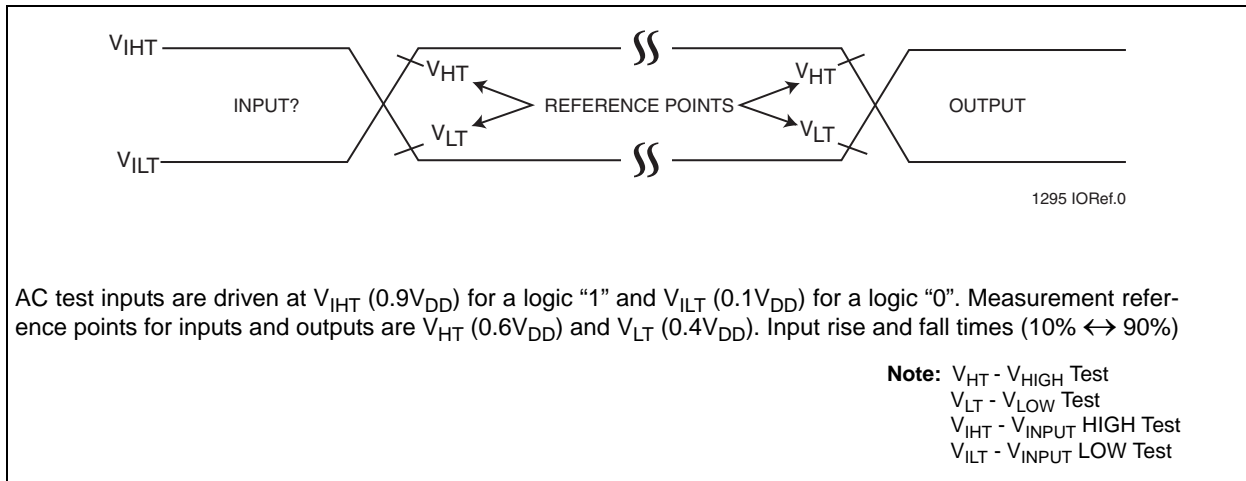 VIHT
VHT
VHT
INPUT?
REFERENCE POINTS
OUTPUT
VLT
VLT
VILT
1295 IORef.0
AC test inputs are driven at VIHT (0.9VDD) for a logic “1” and VILT (0.1VDD) for a logic “0”. Measurement refer-
ence points for inputs and outputs are VHT (0.6VDD) and VLT (0.4VDD). Input rise and fall times (10% ↔ 90%)
Note: VHT - VHIGH Test
VLT - VLOW Test
VIHT - VINPUT HIGH Test
VILT - VINPUT LOW Test